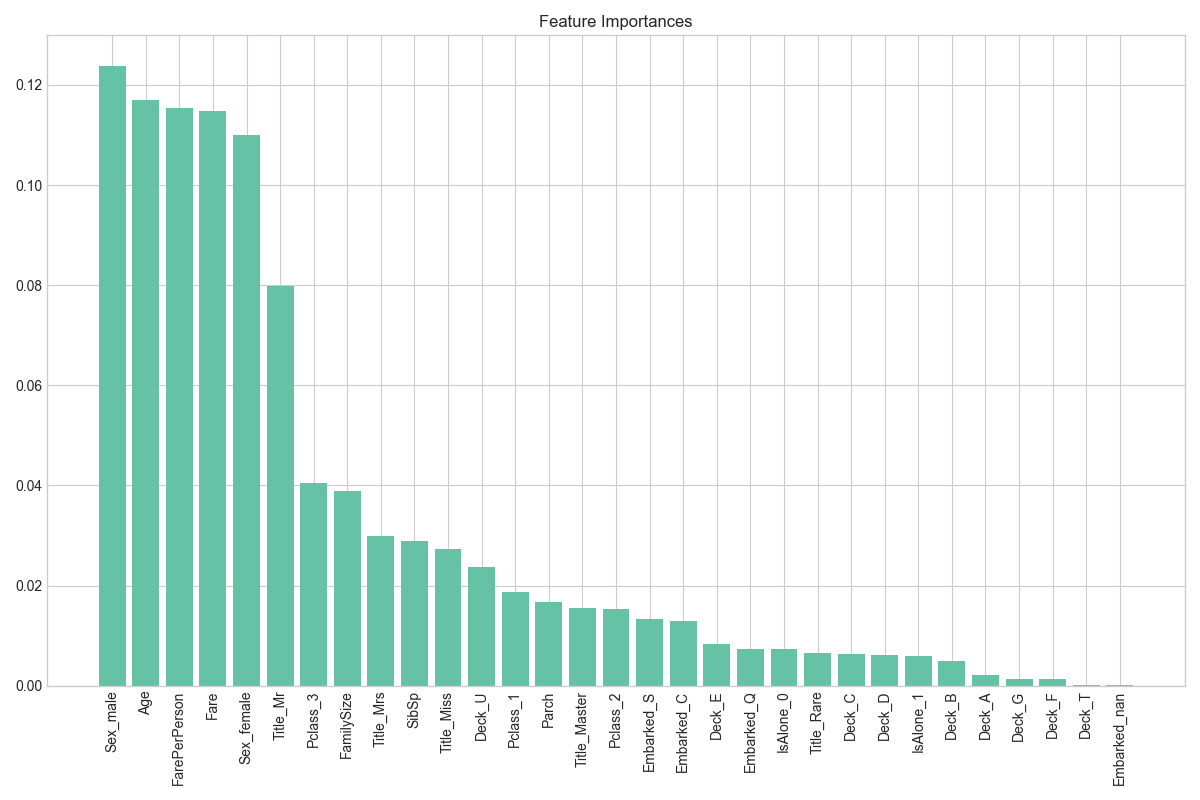 Feature Importances
0.12
0.10
0.08
0.06
0.04
0.02
0.00
Sex_male
Age
FarePerPerson
Fare
Sex_female
Title_Mr
Pclass_3
FamilySize
Title_Mrs
SibSp
Title_Miss
Deck_U
Pclass_1
Parch
Title_Master
Pclass_2
Embarked_S
Embarked_C
Deck_E
Embarked_Q
IsAlone_0
Title_Rare
Deck_C
Deck_D
IsAlone_1
Deck_B
Deck_A
Deck_G
Deck_F
Deck_T
Embarked_nan